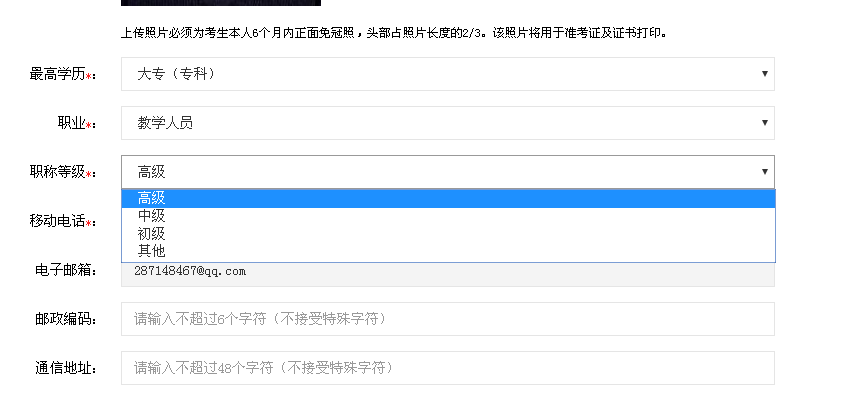 上传照片必须为考生本人6个月内正面免冠照，头部占照片长度的2/3。该照片将用于准考证及证书打印。
最高学历*： 大专（专科）
职业*： 教学人员
职称等级*： 高级
高级
中级
初级
其他
移动电话*：
电子邮箱： 287148467@qq.com
邮政编码： 请输入不超过6个字符（不接受特殊字符）
通信地址： 请输入不超过48个字符（不接受特殊字符）